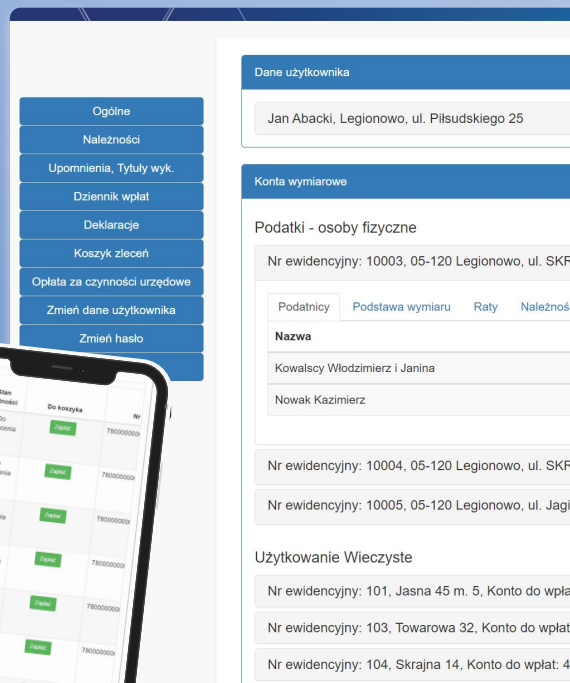 Dane użytkownika
Jan Abacki, Legionowo, ul. Piłsudskiego 25
Ogólne
Należności
Upomnienia, Tytuły wyk.
Dziennik wpłat
Deklaracje
Koszyk zleceń
Opłata za czynności urzędowe
Zmień dane użytkownika
Zmień hasło
Konta wymiarowe
Podatki - osoby fizyczne
Nr ewidencyjny: 10003, 05-120 Legionowo, ul. SKR
Podatnicy Podstawa wymiaru Raty Należnoś
Nazwa
Kowalscy Włodzimierz i Janina
Nowak Kazimierz
Nr ewidencyjny: 10004, 05-120 Legionowo, ul. SKR
Nr ewidencyjny: 10005, 05-120 Legionowo, ul. Jagi
Użytkowanie Wieczyste
Nr ewidencyjny: 101, Jasna 45 m. 5, Konto do wpła
Nr ewidencyjny: 103, Towarowa 32, Konto do wpłat
Nr ewidencyjny: 104, Skrajna 14, Konto do wpłat: 4
Stan
Do koszyka Nr
Zapłać
Zapłać
Zapłać
Zapłać
Zapłać
Zapłać